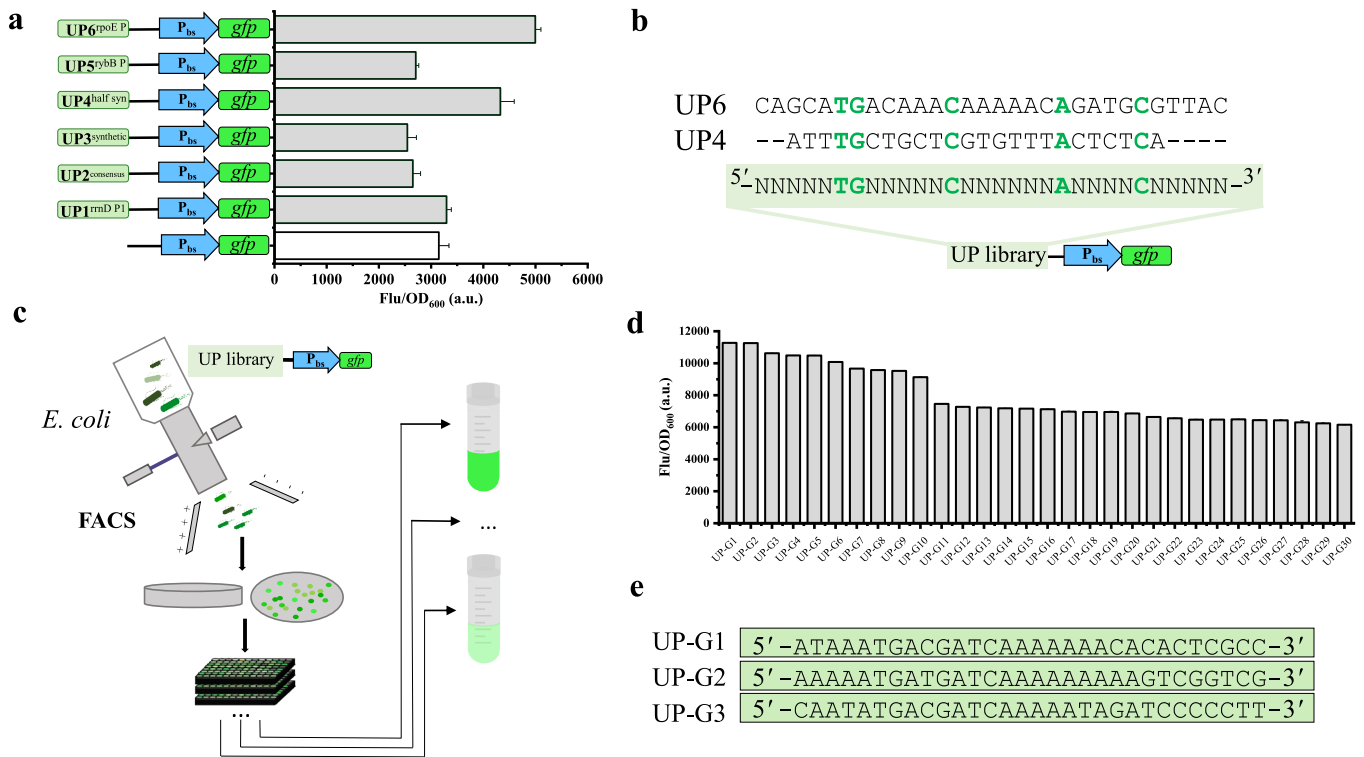 a
UP6rpoE P Pbs gfp
UP5rybB P Pbs gfp
UP4half syn Pbs gfp
UP3synthetic Pbs gfp
UP2consensus Pbs gfp
UP1rrnD P1 Pbs gfp
Pbs gfp
0 1000 2000 3000 4000 5000 6000
Flu/OD600 (a.u.)
b
UP6 CAGCATGACAAACAAAAACAGATGCGTTAC
UP4 --ATTTGCTGCTCGTGTTTACTCTCA----
5′-NNNNNTGNNNNNCNNNNNNANNNNCNNNNN-3′
UP library Pbs gfp
c
UP library Pbs gfp
E. coli
FACS
...
...
d
12000
10000
8000
6000
4000
2000
0
Flu/OD600 (a.u.)
UP-G1 UP-G2 UP-G3 UP-G4 UP-G5 UP-G6 UP-G7 UP-G8 UP-G9 UP-G10 UP-G11 UP-G12 UP-G13 UP-G14 UP-G15 UP-G16 UP-G17 UP-G18 UP-G19 UP-G20 UP-G21 UP-G22 UP-G23 UP-G24 UP-G25 UP-G26 UP-G27 UP-G28 UP-G29 UP-G30
e
UP-G1 5′-ATAAATGACGATCAAAAAAACACACTCGCC-3′
UP-G2 5′-AAAAATGATGATCAAAAAAAAAGTCGGTCG-3′
UP-G3 5′-CAATATGACGATCAAAAATAGATCCCCCTT-3′